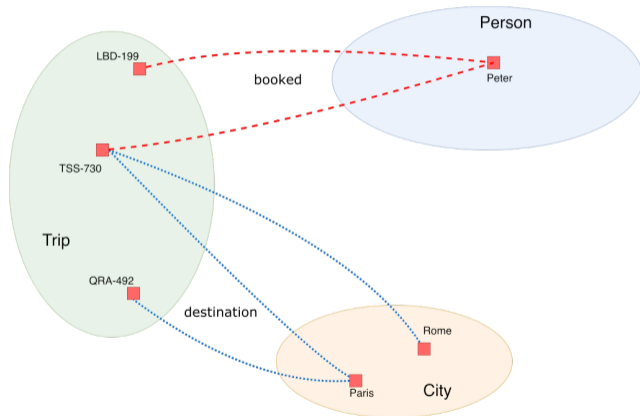 Person
LBD-199
booked
Peter
TSS-730
Trip
QRA-492
destination
Rome
Paris
City